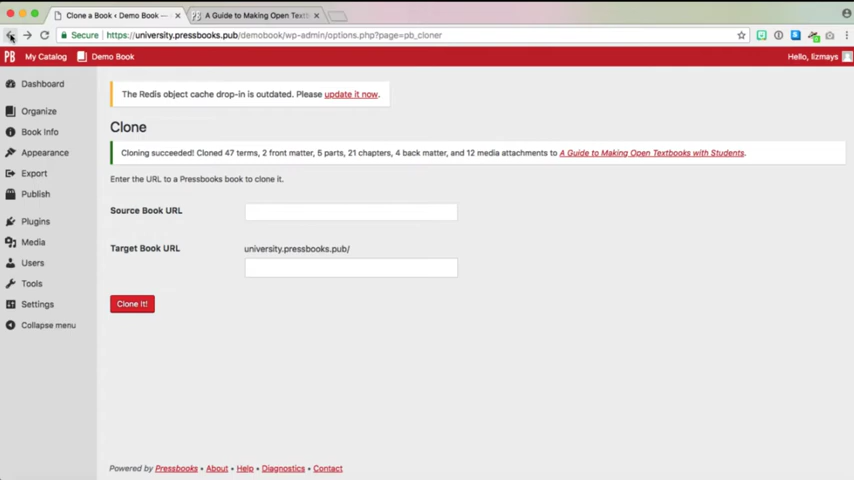 Clone a Book ‹ Demo Book —
A Guide to Making Open Textb
Secure
https://university.pressbooks.pub/demobook/wp-admin/options.php?page=pb_cloner
PB
My Catalog
Demo Book
Hello, lizmays
Dashboard
Organize
Book Info
Appearance
Export
Publish
Plugins
Media
Users
Tools
Settings
Collapse menu
The Redis object cache drop-in is outdated. Please update it now.
Clone
Cloning succeeded! Cloned 47 terms, 2 front matter, 5 parts, 21 chapters, 4 back matter, and 12 media attachments to A Guide to Making Open Textbooks with Students.
Enter the URL to a Pressbooks book to clone it.
Source Book URL
Target Book URL
university.pressbooks.pub/
Clone It!
Powered by Pressbooks • About • Help • Diagnostics • Contact